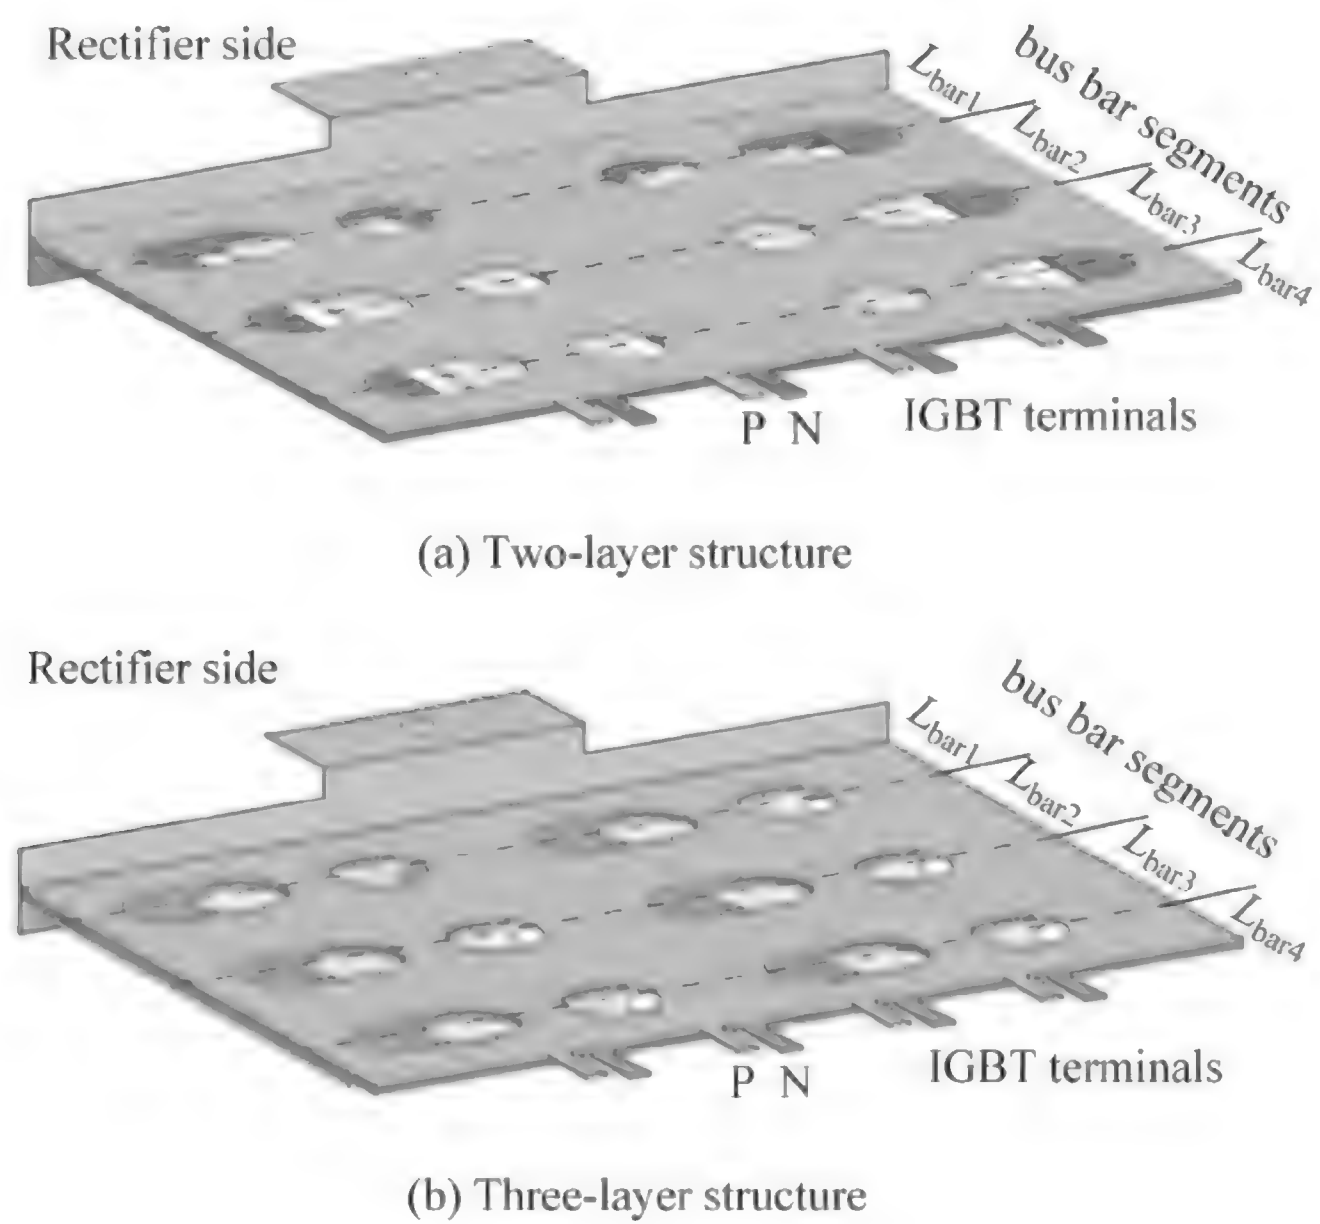 Rectifier side
bus bar segments
Lbar1
Lbar2
Lbar3
Lbar4
P N
IGBT terminals
(a) Two-layer structure
Rectifier side
bus bar segments
Lbar1
Lbar2
Lbar3
Lbar4
P N
IGBT terminals
(b) Three-layer structure